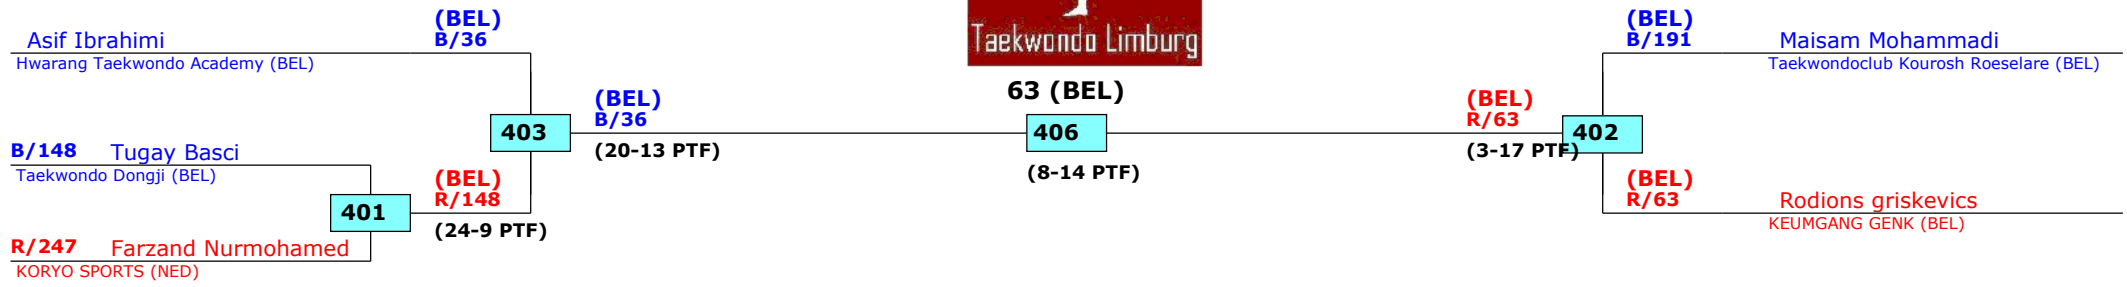 (BEL)
B/36
Asif Ibrahimi
Hwarang Taekwondo Academy (BEL)
B/148 Tugay Basci
Taekwondo Dongji (BEL)
401
R/247 Farzand Nurmohamed
KORYO SPORTS (NED)
(BEL)
R/148
(24-9 PTF)
403
(BEL)
B/36
(20-13 PTF)
Taekwondo Limburg
63 (BEL)
406
(8-14 PTF)
(BEL)
R/63
(3-17 PTF)
402
(BEL)
B/191
Maisam Mohammadi
Taekwondoclub Kourosh Roeselare (BEL)
(BEL)
R/63
Rodions griskevics
KEUMGANG GENK (BEL)